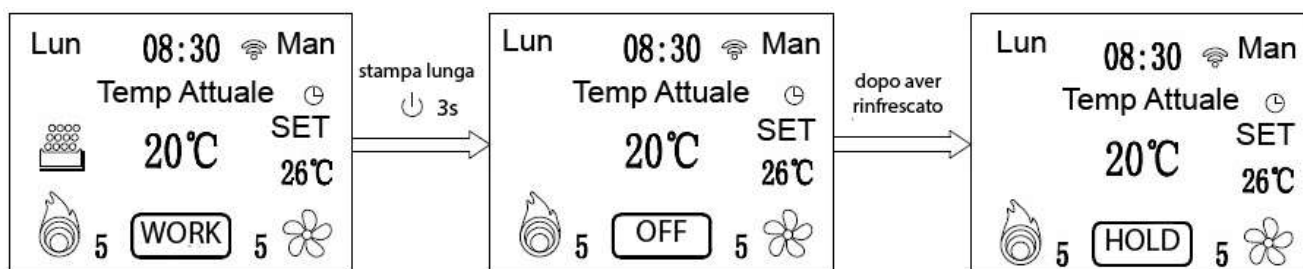 Lun 08:30 Man
Temp Attuale
SET
20℃
26℃
5 WORK 5
stampa lunga
3s
Lun 08:30 Man
Temp Attuale
SET
20℃
26℃
5 OFF 5
dopo aver
rinfrescato
Lun 08:30 Man
Temp Attuale
SET
20℃
26℃
5 HOLD 5